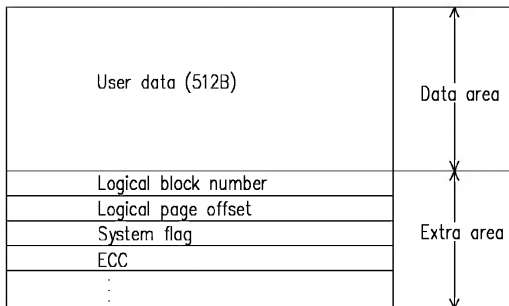 User data (512B)
Data area
Logical block number
Logical page offset
System flag
Extra area
ECC